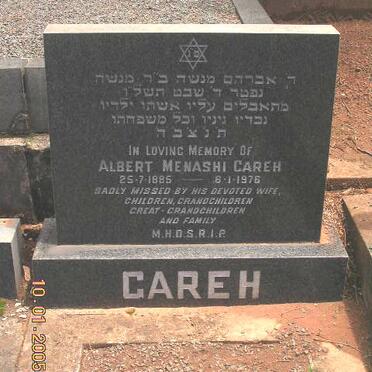 ה, אברהם מנשה ב"ר מנשה
נפטר ד' שבט תשל"ו
מתאבלים עליו אשתו ילדיו
נכדיו ניניו וכל משפחתו
ת נ צ ב ה
IN LOVING MEMORY OF
ALBERT MENASHI CAREH
25·7·1885 — 6·1·1976
SADLY MISSED BY HIS DEVOTED WIFE,
CHILDREN, GRANDCHILDREN
GREAT-GRANDCHILDREN
AND FAMILY
M.H.D.S.R.I.P.
CAREH
10.01.2005